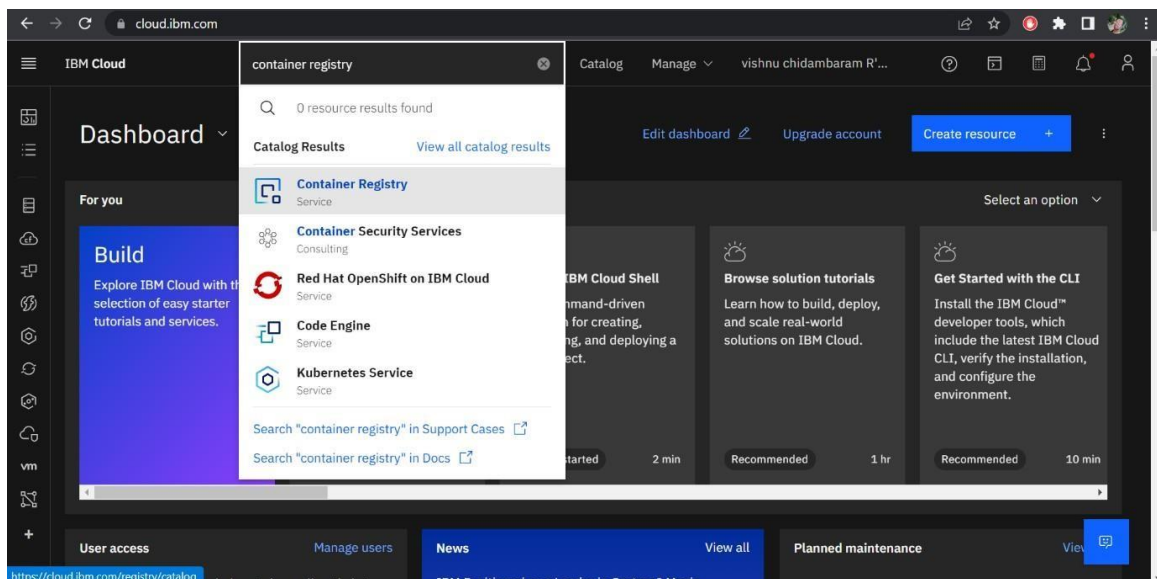 cloud.ibm.com
IBM Cloud
container registry
Catalog
Manage
vishnu chidambaram R'...
0 resource results found
Catalog Results
View all catalog results
Container Registry
Service
Container Security Services
Consulting
Red Hat OpenShift on IBM Cloud
Service
Code Engine
Service
Kubernetes Service
Service
Search "container registry" in Support Cases
Search "container registry" in Docs
Dashboard
Edit dashboard
Upgrade account
Create resource +
For you
Select an option
Build
Explore IBM Cloud with
selection of easy starter
tutorials and services.
IBM Cloud Shell
for creating,
and deploying a
2 min
Browse solution tutorials
Learn how to build, deploy,
and scale real-world
solutions on IBM Cloud.
Recommended
1 hr
Get Started with the CLI
Install the IBM Cloud™
developer tools, which
include the latest IBM Cloud
CLI, verify the installation,
and configure the
environment.
Recommended
10 min
vm
User access
Manage users
News
View all
Planned maintenance
https://cloud.ibm.com/registry/catalog